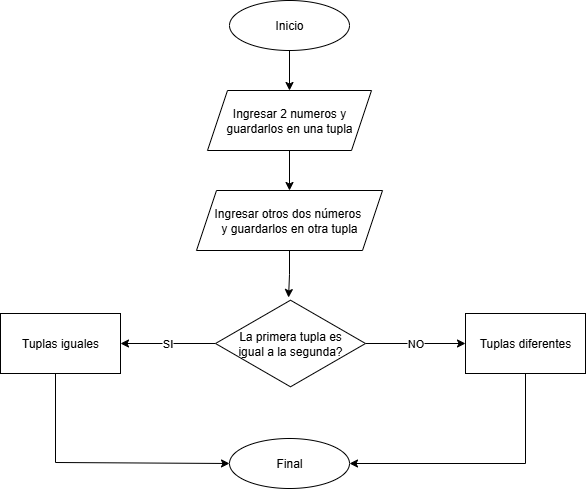 Inicio
Ingresar 2 numeros y
guardarlos en una tupla
Ingresar otros dos números
y guardarlos en otra tupla
La primera tupla es
igual a la segunda?
SI
NO
Tuplas iguales
Tuplas diferentes
Final